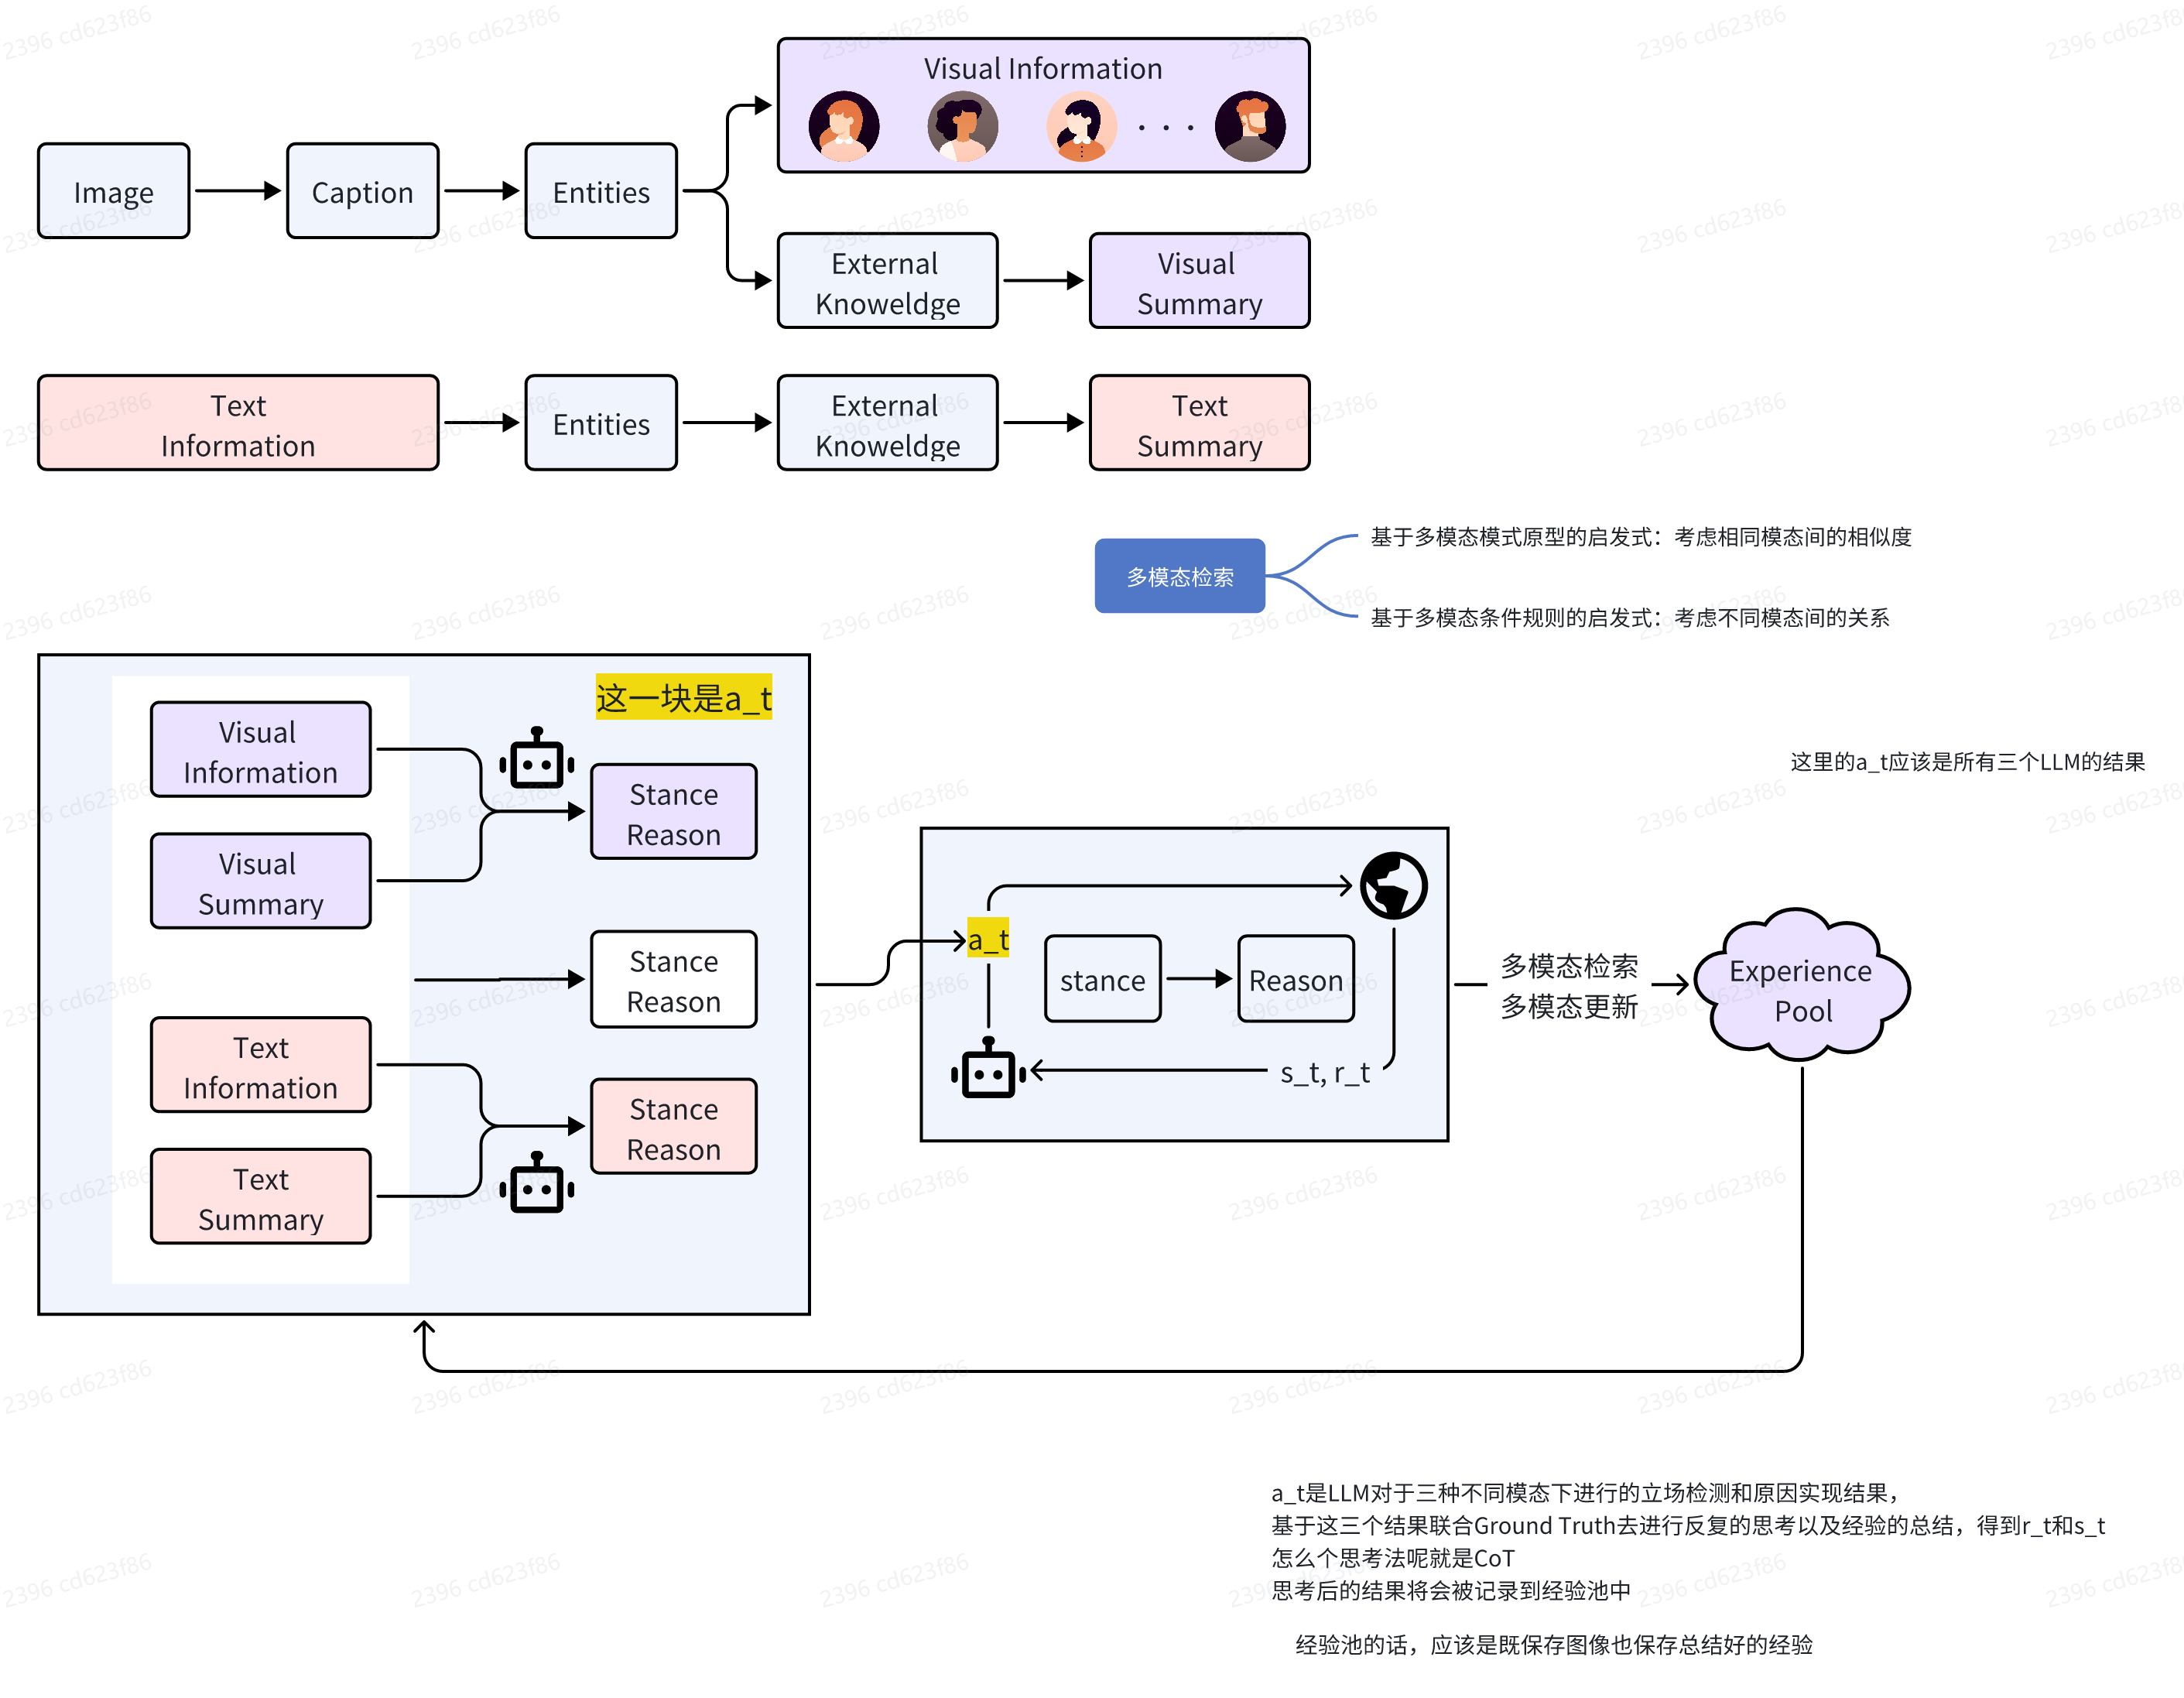 Visual Information
Image
Caption
Entities
External
Knoweldge
Visual
Summary
Text
Information
Entities
External
Knoweldge
Text
Summary
多模态检索
基于多模态模式原型的启发式：考虑相同模态间的相似度
基于多模态条件规则的启发式：考虑不同模态间的关系
这一块是a_t
Visual
Information
Visual
Summary
Stance
Reason
Stance
Reason
Text
Information
Text
Summary
Stance
Reason
这里的a_t应该是所有三个LLM的结果
a_t
stance
Reason
s_t, r_t
多模态检索
多模态更新
Experience
Pool
a_t是LLM对于三种不同模态下进行的立场检测和原因实现结果，
基于这三个结果联合Ground Truth去进行反复的思考以及经验的总结，得到r_t和s_t
怎么个思考法呢就是CoT
思考后的结果将会被记录到经验池中
经验池的话，应该是既保存图像也保存总结好的经验
2396 cd623f86